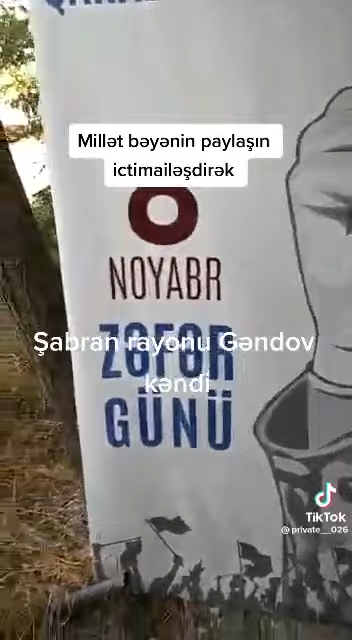 Millət bəyənin paylaşın
ictimailəşdirək
8
NOYABR
Şabran rayonu Gəndov
kəndi
ZƏFƏR
GÜNÜ
TikTok
@private__026